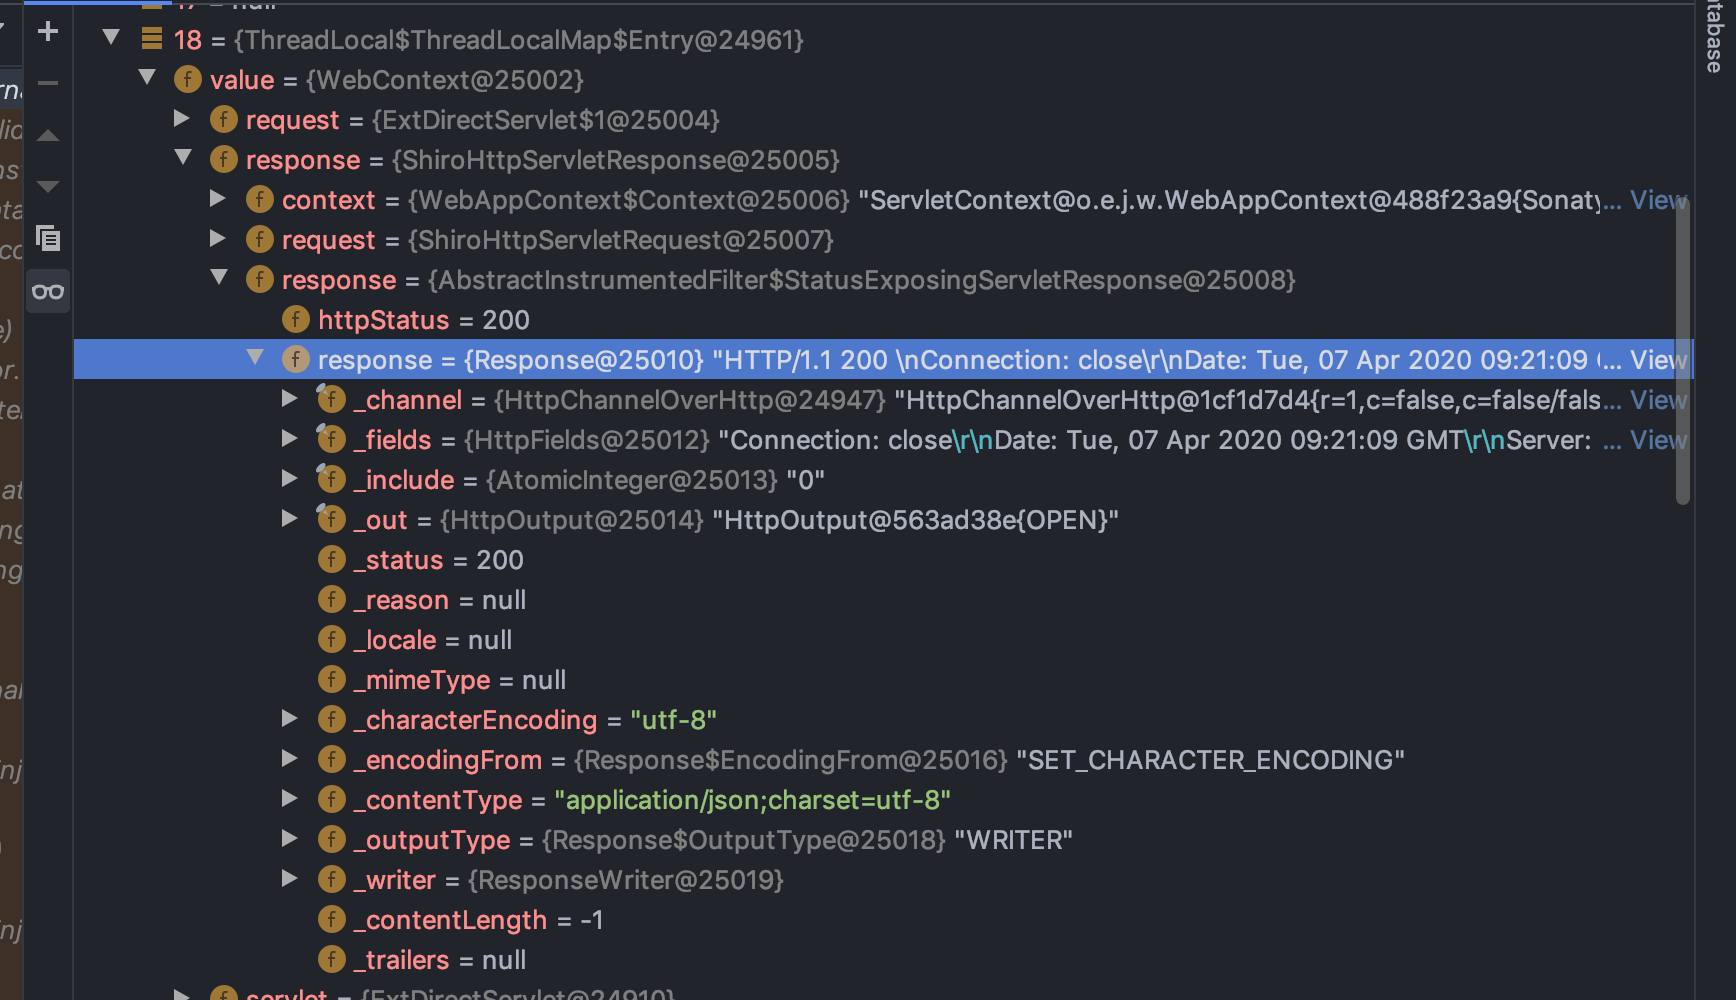 18 = {ThreadLocal$ThreadLocalMap$Entry@24961}
value = {WebContext@25002}
request = {ExtDirectServlet$1@25004}
response = {ShiroHttpServletResponse@25005}
context = {WebAppContext$Context@25006} "ServletContext@o.e.j.w.WebAppContext@488f23a9{Sonaty... View
request = {ShiroHttpServletRequest@25007}
response = {AbstractInstrumentedFilter$StatusExposingServletResponse@25008}
httpStatus = 200
response = {Response@25010} "HTTP/1.1 200 \nConnection: close\r\nDate: Tue, 07 Apr 2020 09:21:09 ... View
_channel = {HttpChannelOverHttp@24947} "HttpChannelOverHttp@1cf1d7d4{r=1,c=false,c=false/fals... View
_fields = {HttpFields@25012} "Connection: close\r\nDate: Tue, 07 Apr 2020 09:21:09 GMT\r\nServer: ... View
_include = {AtomicInteger@25013} "0"
_out = {HttpOutput@25014} "HttpOutput@563ad38e{OPEN}"
_status = 200
_reason = null
_locale = null
_mimeType = null
_characterEncoding = "utf-8"
_encodingFrom = {Response$EncodingFrom@25016} "SET_CHARACTER_ENCODING"
_contentType = "application/json;charset=utf-8"
_outputType = {Response$OutputType@25018} "WRITER"
_writer = {ResponseWriter@25019}
_contentLength = -1
_trailers = null
servlet = {ExtDirectServlet@24910}
tabase